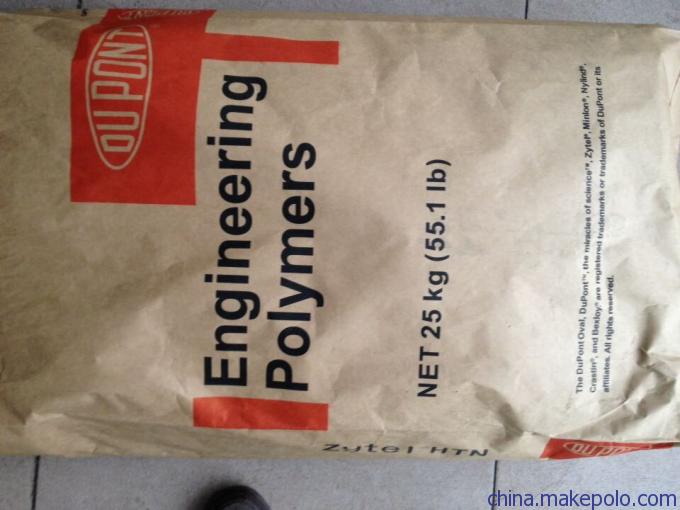 DU PONT
Engineering
Polymers
NET 25 kg (55.1 lb)
The DuPont Oval, DuPont™, the miracles of science™, Zytel®, Minlon®, Nylind®,
Crastin®, and Bexloy® are registered trademarks or trademarks of DuPont or its
affiliates. All rights reserved.
Zytel HTN
DU PONT
china.makepolo.com